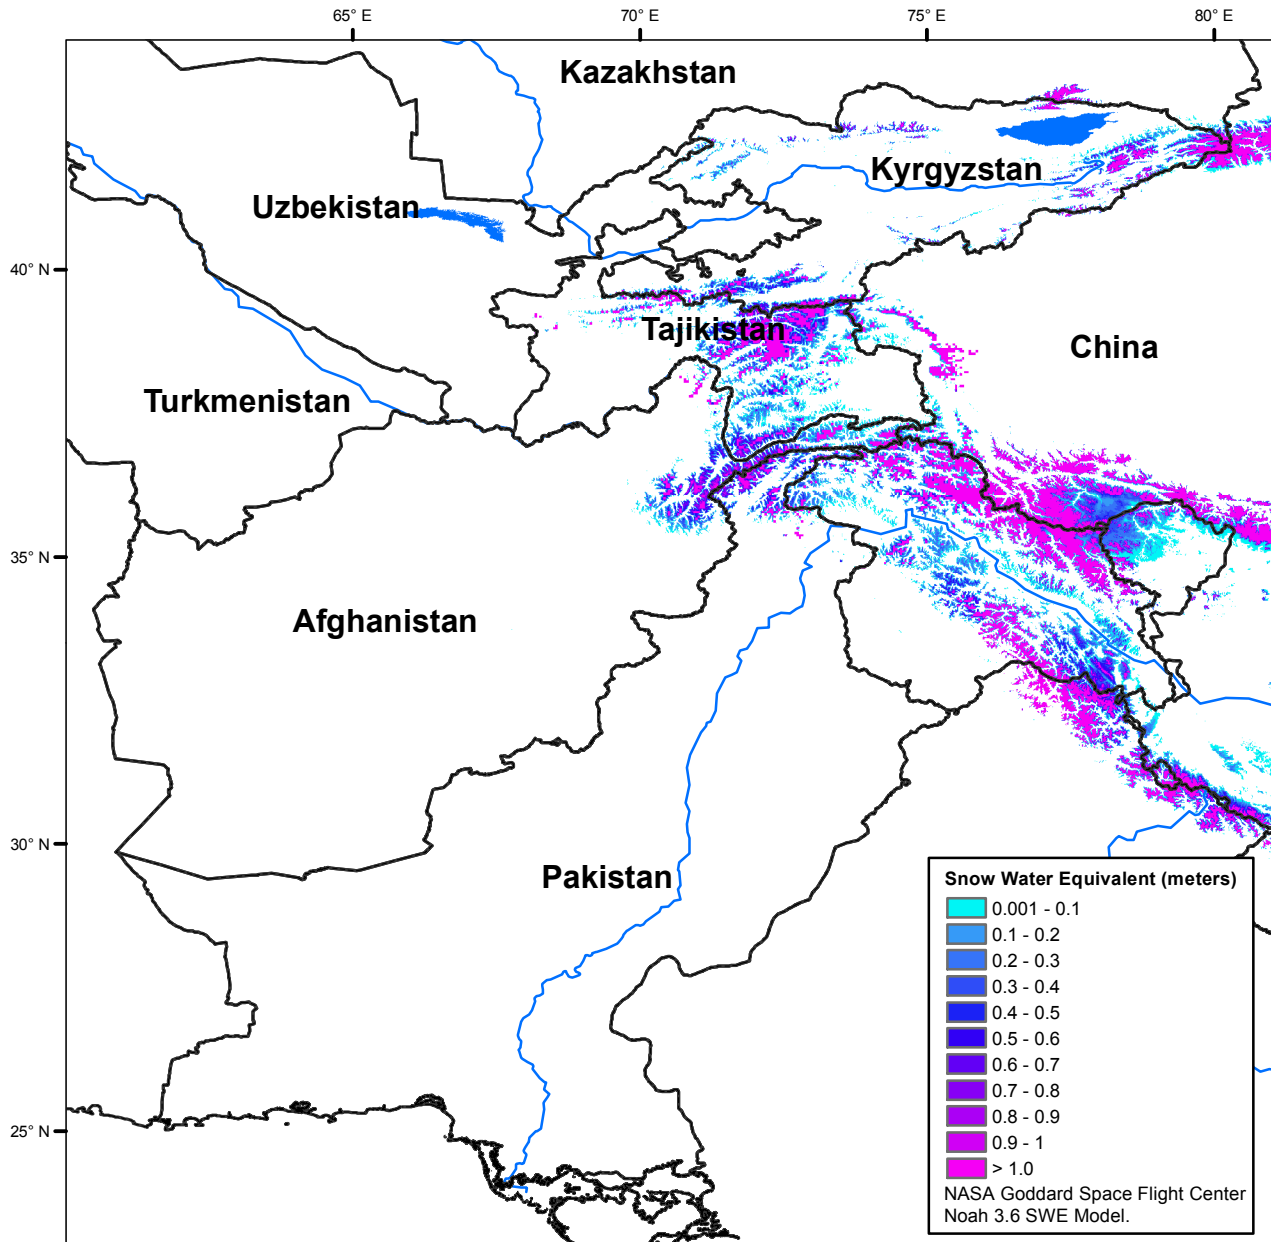 65° E
70° E
75° E
80° E
Kazakhstan
Kyrgyzstan
Uzbekistan
40° N
Tajikistan
China
Turkmenistan
35° N
Afghanistan
30° N
Pakistan
25° N
Snow Water Equivalent (meters)
0.001 - 0.1
0.1 - 0.2
0.2 - 0.3
0.3 - 0.4
0.4 - 0.5
0.5 - 0.6
0.6 - 0.7
0.7 - 0.8
0.8 - 0.9
0.9 - 1
> 1.0
NASA Goddard Space Flight Center
Noah 3.6 SWE Model.